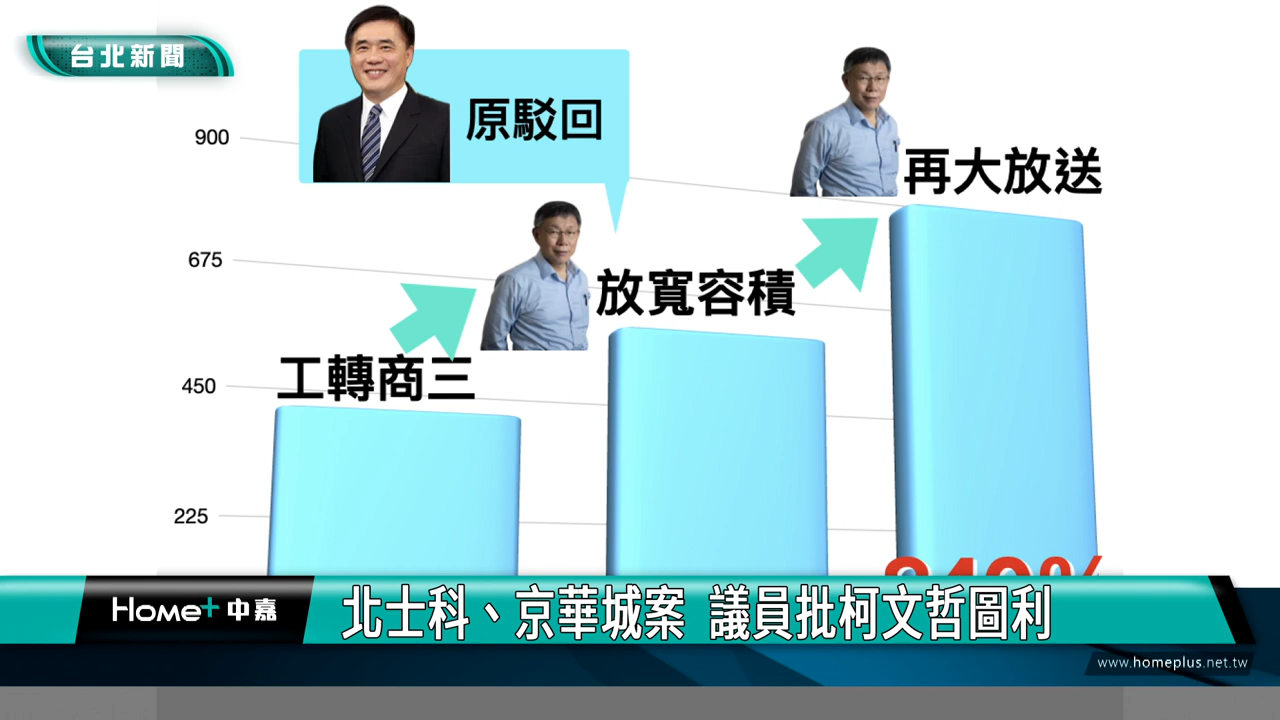 台北新聞
900
原駁回
再大放送
675
放寬容積
450
工轉商三
225
Home+中嘉
北士科、京華城案 議員批柯文哲圖利
www.homeplus.net.tw